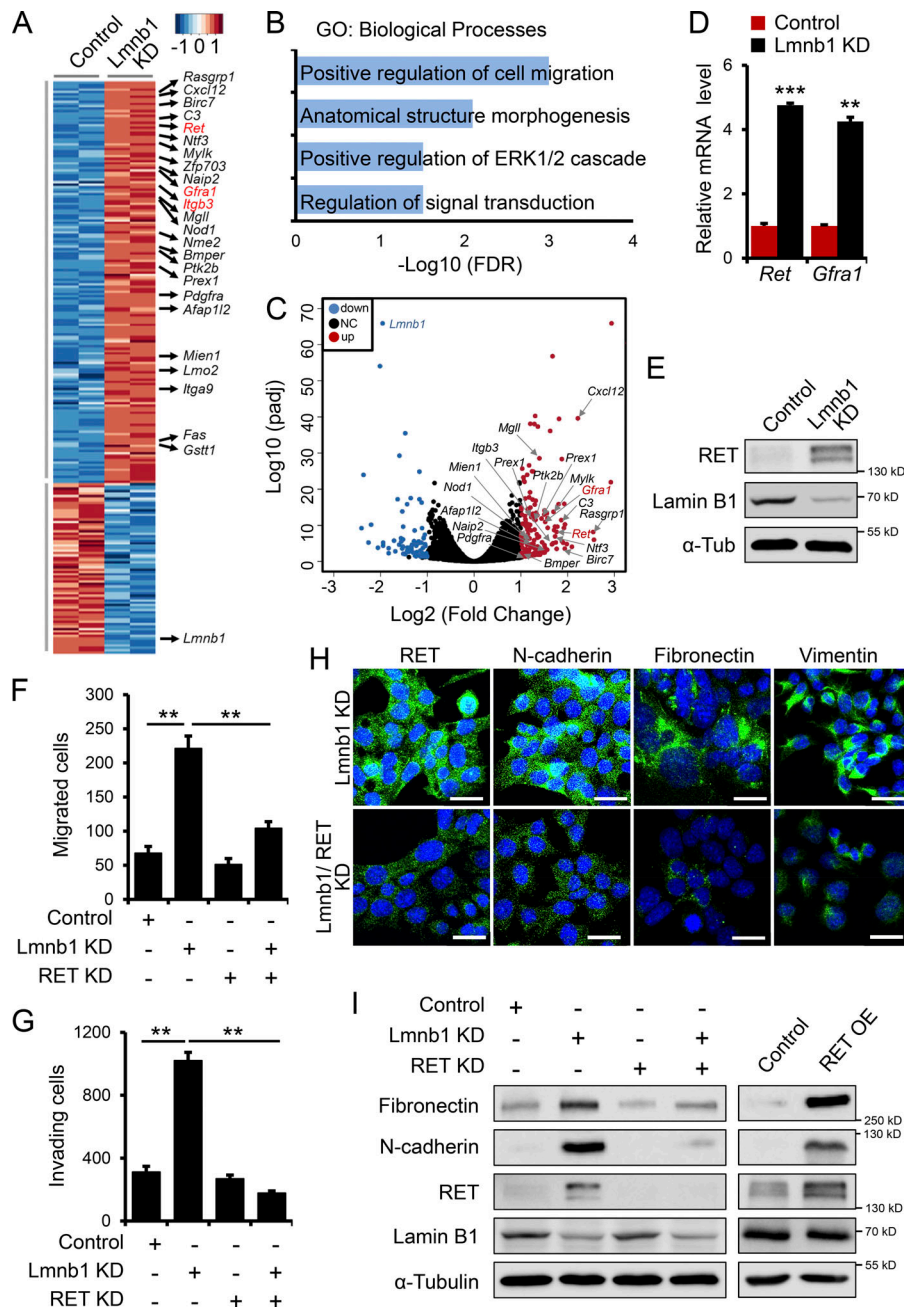 A
Control
Lmnb1
KD
-1 0 1
Rasgrp1
Cxcl12
Birc7
C3
Ret
Ntf3
Mylk
Zfp703
Naip2
Gfra1
Itgb3
Mgll
Nod1
Nme2
Bmper
Ptk2b
Prex1
Pdgfra
Afap1l2
Mien1
Lmo2
Itga9
Fas
Gstt1
Lmnb1
B
GO: Biological Processes
Positive regulation of cell migration
Anatomical structure morphogenesis
Positive regulation of ERK1/2 cascade
Regulation of signal transduction
0 1 2 3 4
-Log10 (FDR)
C
down
NC
up
Log10 (padj)
70
60
50
40
30
20
10
0
Lmnb1
Cxcl12
Mgll
Itgb3
Prex1
Prex1
Mien1
Ptk2b
Mylk
Nod1
Gfra1
C3
Afap1l2
Rasgrp1
Naip2
Ret
Pdgfra
Ntf3
Birc7
Bmper
-3 -2 -1 0 1 2 3
Log2 (Fold Change)
D
Control
Lmnb1 KD
Relative mRNA level
6
4
2
0
***
**
Ret Gfra1
E
Control
Lmnb1
KD
RET
130 kD
Lamin B1
70 kD
α-Tub
55 kD
F
Migrated cells
300
250
200
150
100
50
0
** **
Control + - - -
Lmnb1 KD - + - +
RET KD - - + +
G
Invading cells
1200
800
400
0
** **
Control + - - -
Lmnb1 KD - + - +
RET KD - - + +
H
RET N-cadherin Fibronectin Vimentin
Lmnb1 KD
Lmnb1/ RET
KD
I
Control + - - -
Lmnb1 KD - + - +
RET KD - - + +
Control
RET OE
Fibronectin
250 kD
N-cadherin
130 kD
RET
130 kD
Lamin B1
70 kD
α-Tubulin
55 kD